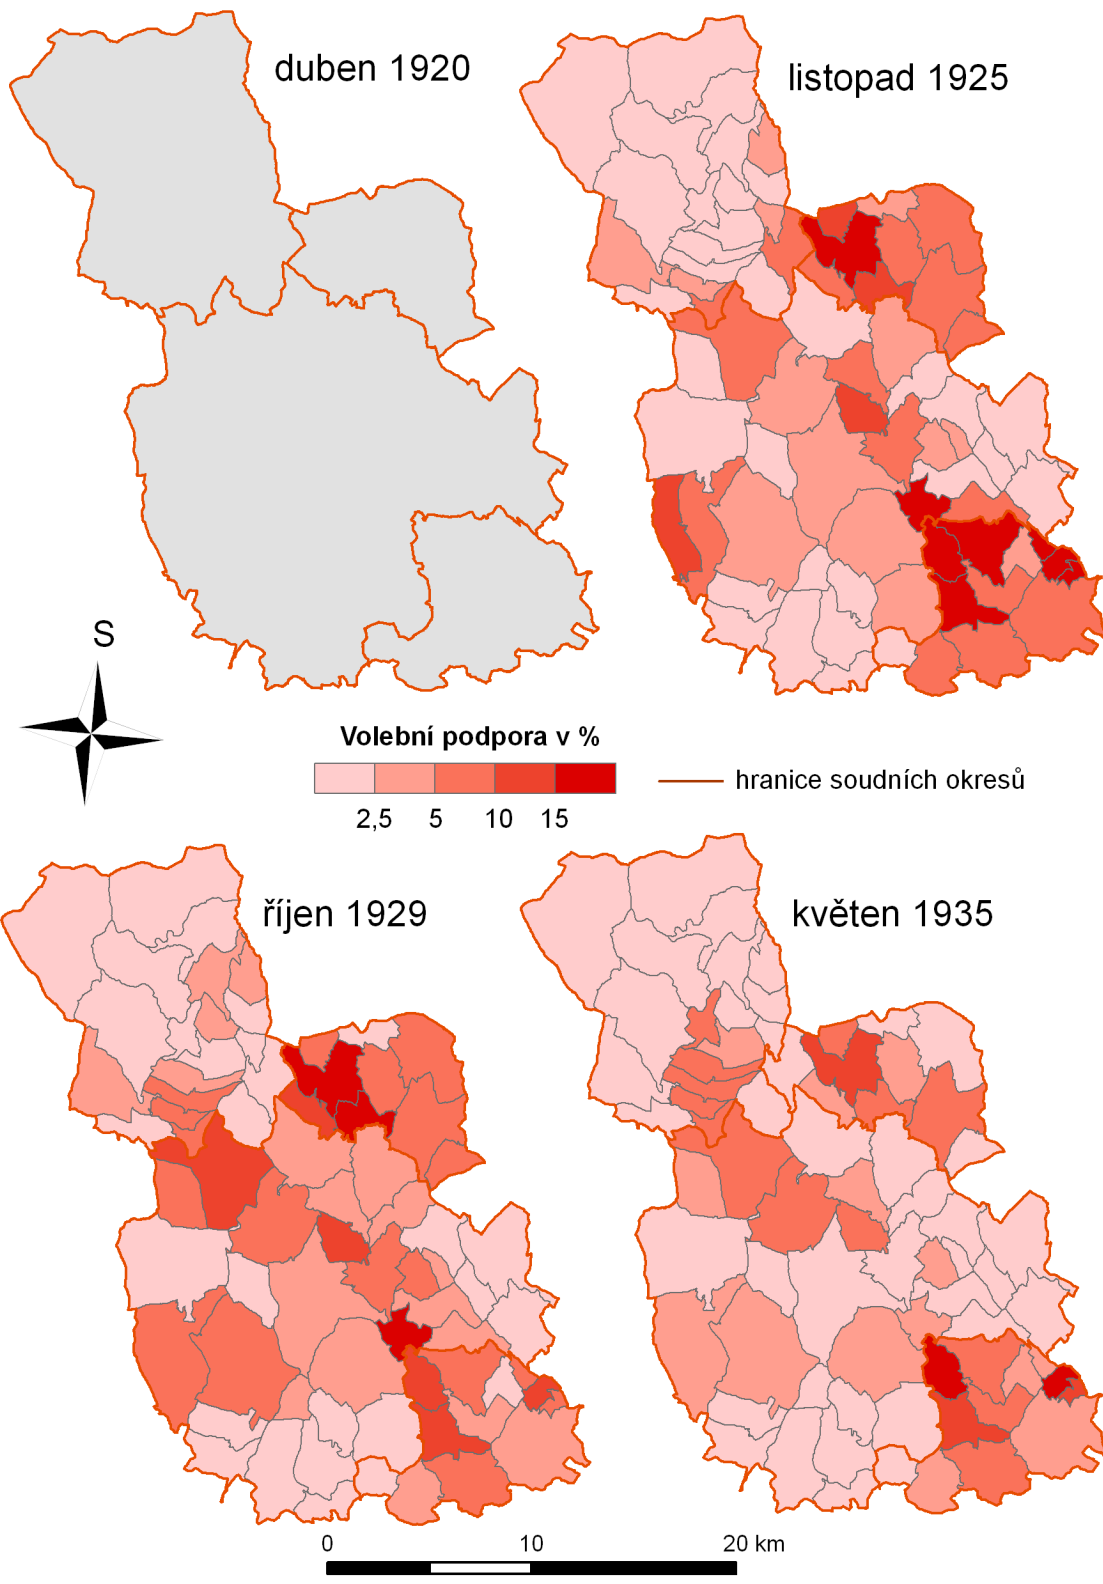 duben 1920
listopad 1925
S
Volební podpora v %
2,5 5 10 15
hranice soudních okresů
říjen 1929
květen 1935
0 10 20 km